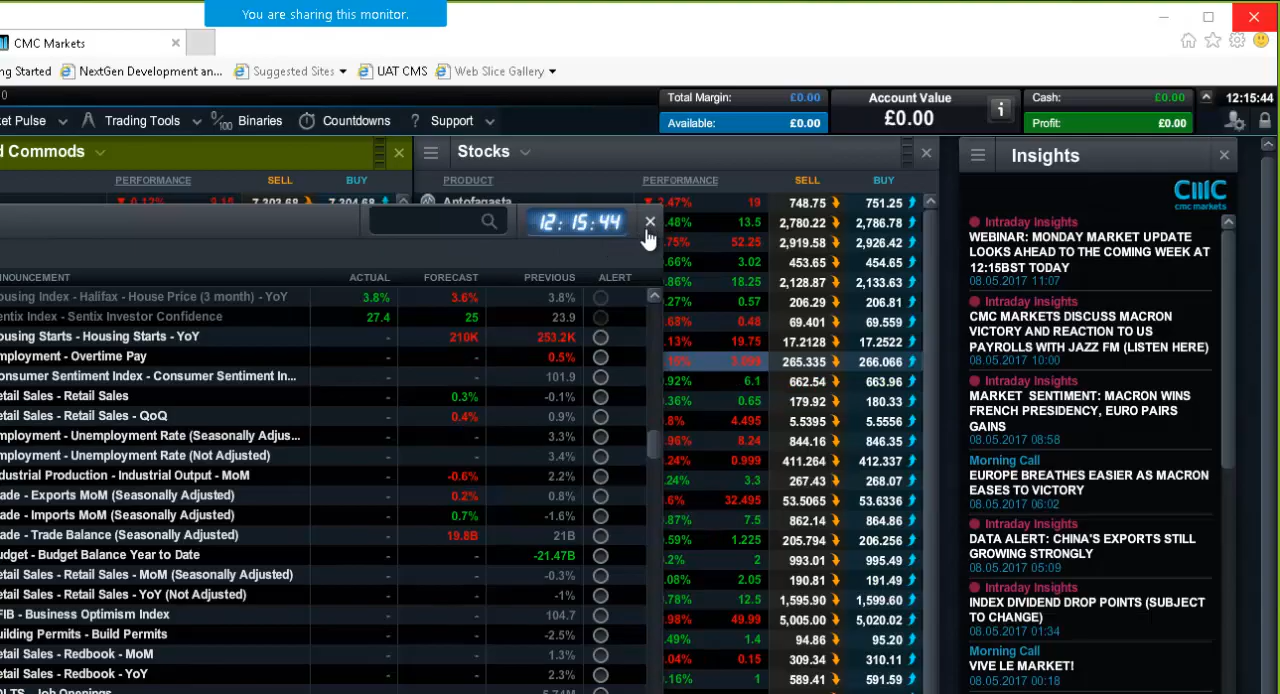 You are sharing this monitor.
CMC Markets
ng Started NextGen Development an... Suggested Sites UAT CMS Web Slice Gallery
0 Total Margin: £0.00 Account Value £0.00 Cash: £0.00 12:15:44
et Pulse Trading Tools %100 Binaries Countdowns ? Support Available: £0.00 Profit: £0.00
d Commods
PERFORMANCE SELL BUY
0.12% 9.15 7,203.68 7,204.68
12:15:44
NOUNCEMENT ACTUAL FORECAST PREVIOUS ALERT
ousing Index - Halifax - House Price (3 month) - YoY 3.8% 3.6% 3.8%
entix Index - Sentix Investor Confidence 27.4 25 23.9
ousing Starts - Housing Starts - YoY - 210K 253.2K
mployment - Overtime Pay - - 0.5%
onsumer Sentiment Index - Consumer Sentiment In... - - 101.9
etail Sales - Retail Sales - 0.3% -0.1%
etail Sales - Retail Sales - QoQ - 0.4% 0.9%
mployment - Unemployment Rate (Seasonally Adjus... - - 3.3%
mployment - Unemployment Rate (Not Adjusted) - - 3.4%
dustrial Production - Industrial Output - MoM - -0.6% 2.2%
ade - Exports MoM (Seasonally Adjusted) - 0.2% 0.8%
ade - Imports MoM (Seasonally Adjusted) - 0.7% -1.6%
ade - Trade Balance (Seasonally Adjusted) - 19.8B 21B
udget - Budget Balance Year to Date - - -21.47B
etail Sales - Retail Sales - MoM (Seasonally Adjusted) - - -0.3%
etail Sales - Retail Sales - YoY (Not Adjusted) - - -1%
FIB - Business Optimism Index - - 104.7
uilding Permits - Build Permits - - -2.5%
etail Sales - Redbook - MoM - - 1.3%
etail Sales - Redbook - YoY - - 2.3%
OLTS - Job Openings - - 5.74M
Stocks
PRODUCT PERFORMANCE SELL BUY
Antofagasta 2.47% 19 748.75 751.25
.48% 13.5 2,780.22 2,786.78
.75% 52.25 2,919.58 2,926.42
.66% 3.02 453.65 454.65
.86% 18.25 2,128.87 2,133.63
.27% 0.57 206.29 206.81
.68% 0.48 69.401 69.559
.13% 19.75 17.2128 17.2522
3.099 265.335 266.066
.92% 6.1 662.54 663.96
.36% 0.65 179.92 180.33
.8% 4.495 5.5395 5.5556
.96% 8.24 844.16 846.35
.24% 0.999 411.264 412.337
.24% 3.3 267.43 268.07
.6% 32.495 53.5065 53.6336
.87% 7.5 862.14 864.86
.59% 1.225 205.794 206.256
.2% 2 993.01 995.49
.08% 2.05 190.81 191.49
.78% 12.5 1,595.90 1,599.60
.98% 49.99 5,005.00 5,020.02
.49% 1.4 94.86 95.20
.04% 0.15 309.34 310.11
.16% 1 589.41 591.59
Insights
cmc
cmc markets
Intraday Insights
WEBINAR: MONDAY MARKET UPDATE
LOOKS AHEAD TO THE COMING WEEK AT
12:15BST TODAY
08.05.2017 11:07
Intraday Insights
CMC MARKETS DISCUSS MACRON
VICTORY AND REACTION TO US
PAYROLLS WITH JAZZ FM (LISTEN HERE)
08.05.2017 10:00
Intraday Insights
MARKET SENTIMENT: MACRON WINS
FRENCH PRESIDENCY, EURO PAIRS
GAINS
08.05.2017 08:58
Morning Call
EUROPE BREATHES EASIER AS MACRON
EASES TO VICTORY
08.05.2017 06:02
Intraday Insights
DATA ALERT: CHINA'S EXPORTS STILL
GROWING STRONGLY
08.05.2017 05:09
Intraday Insights
INDEX DIVIDEND DROP POINTS (SUBJECT
TO CHANGE)
08.05.2017 01:34
Morning Call
VIVE LE MARKET!
08.05.2017 00:18